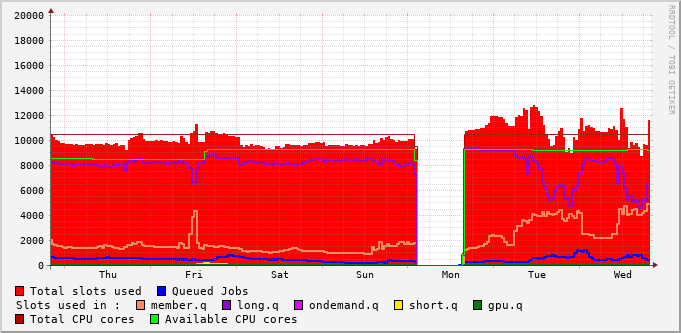 RRDTOOL / TOBI OETIKER
20000
18000
16000
14000
12000
10000
8000
6000
4000
2000
0
Thu Fri Sat Sun Mon Tue Wed
Total slots used Queued Jobs
Slots used in : member.q long.q ondemand.q short.q gpu.q
Total CPU cores Available CPU cores